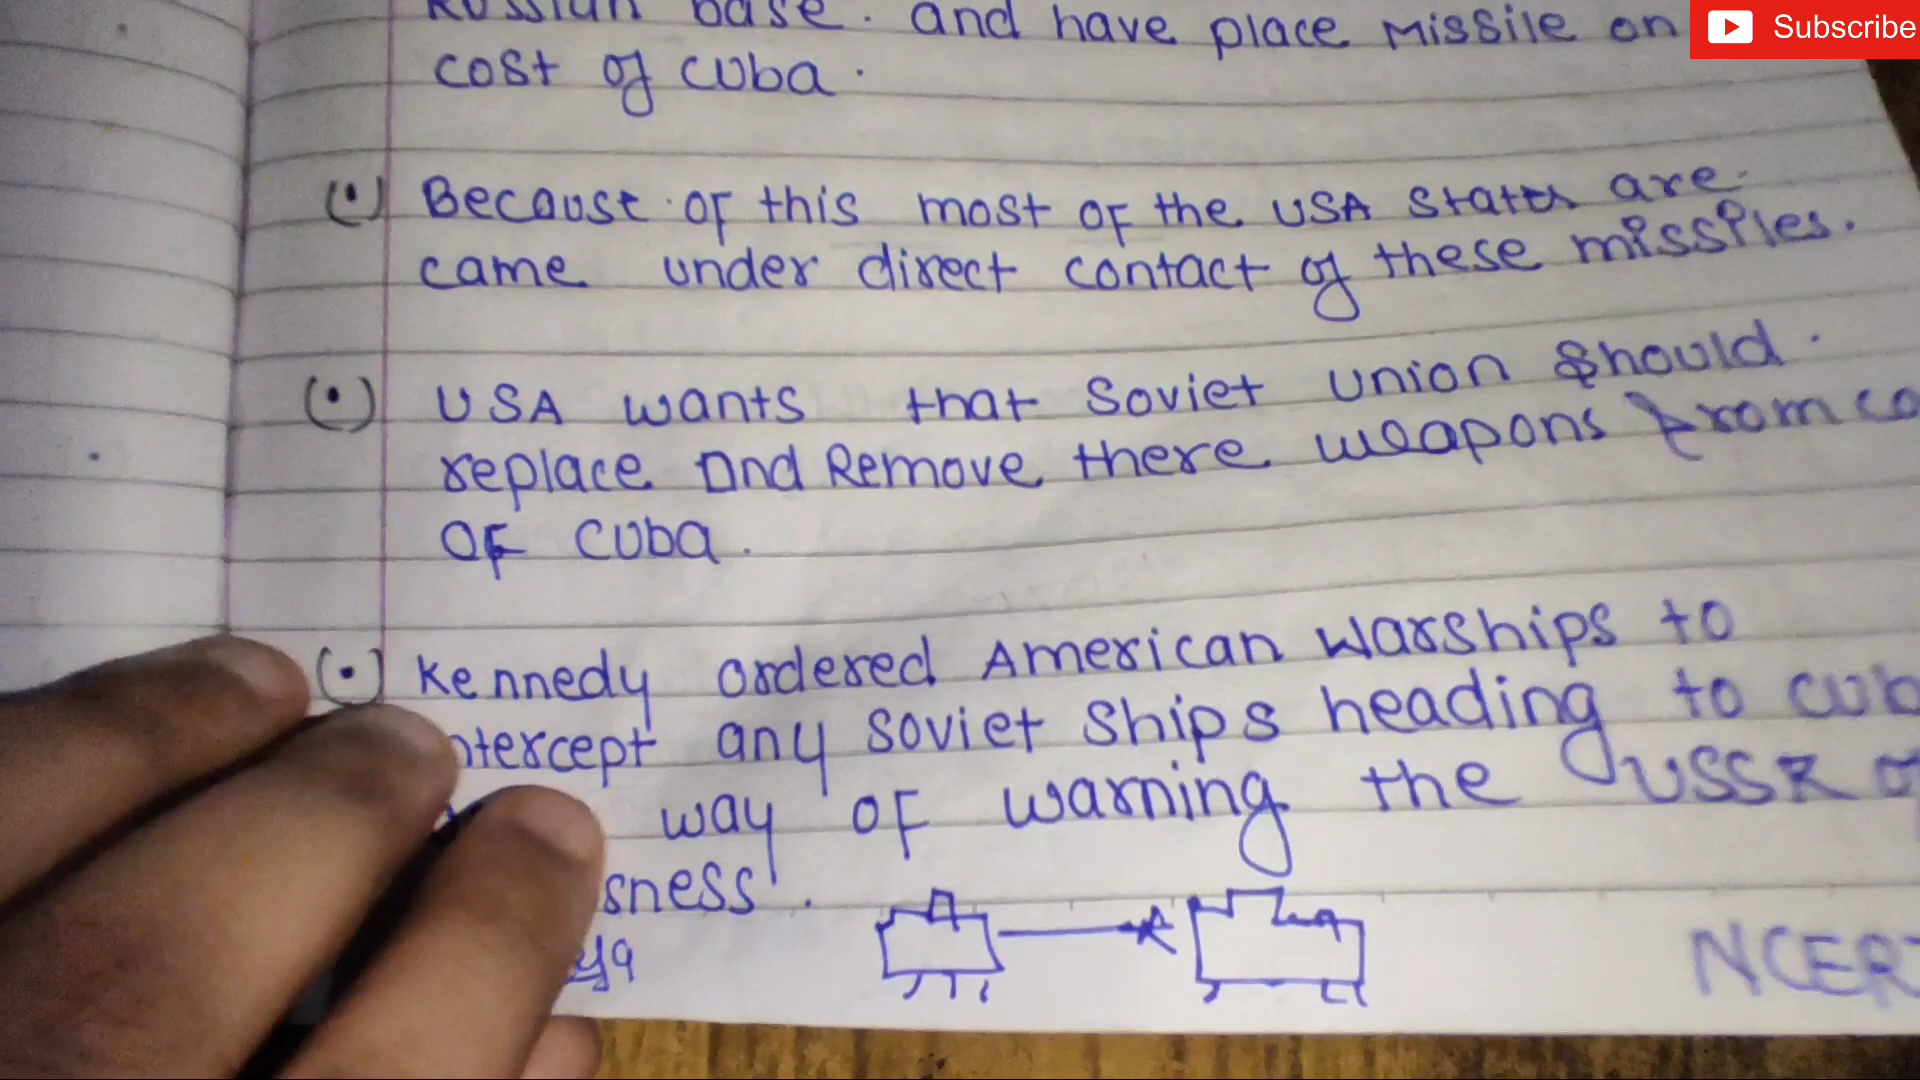 Russian base. and have place missile on
Subscribe
cost of cuba.
(•) Because of this most of the USA states are.
came under direct contact of these missiles.
(•) USA wants that Soviet Union should.
replace and Remove there weapons from co
OF cuba.
(•) Kennedy ordered American warships to
ntercept any soviet ships heading to cub
way of warning the USSR of
sness'.
NCER